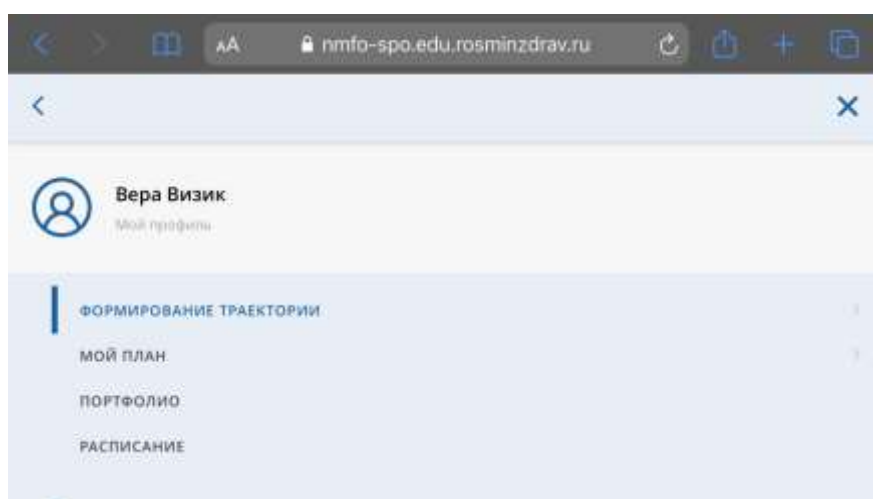 AA nmfo-spo.edu.rosminzdrav.ru
Вера Визик
Мой профиль
ФОРМИРОВАНИЕ ТРАЕКТОРИИ
МОЙ ПЛАН
ПОРТФОЛИО
РАСПИСАНИЕ